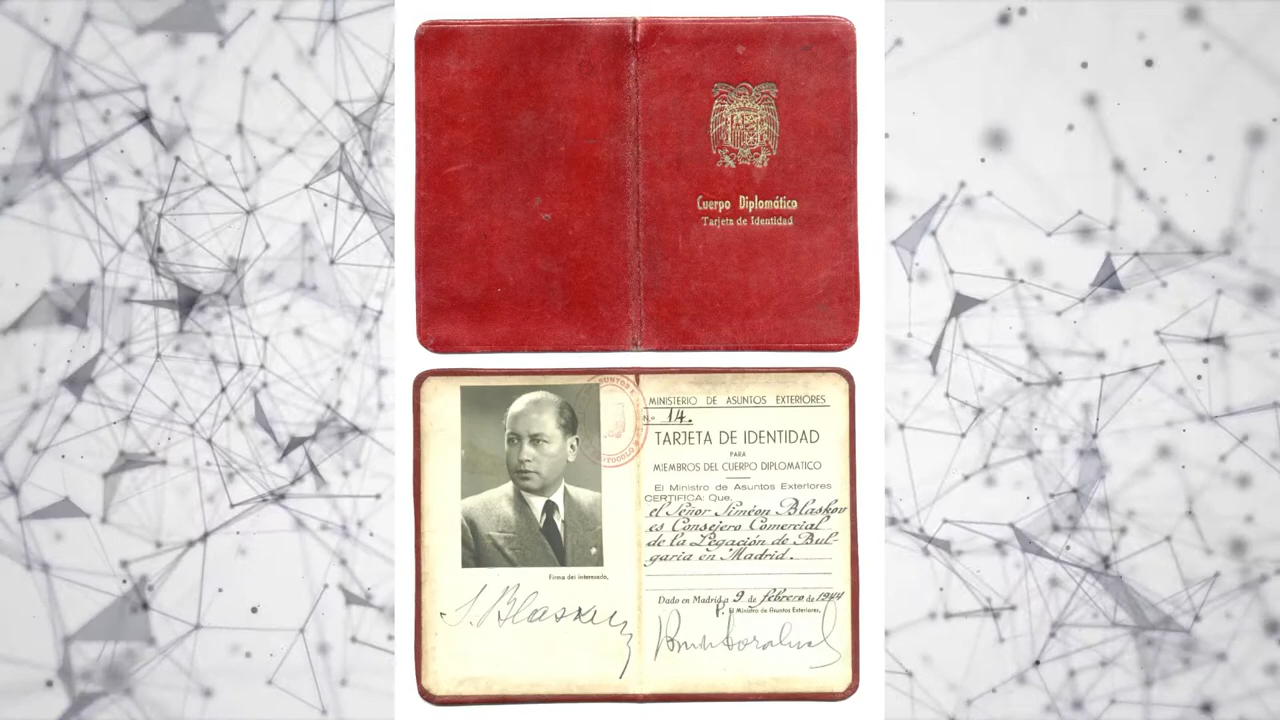 Cuerpo Diplomático
Tarjeta de Identidad
MINISTERIO DE ASUNTOS EXTERIORES
N.º 14.
TARJETA DE IDENTIDAD
PARA
MIEMBROS DEL CUERPO DIPLOMATICO
El Ministro de Asuntos Exteriores
CERTIFICA: Que,
el Señor Simeon Blaskov
es Consejero Comercial
de la Legación de Bul-
garia en Madrid.
Firma del interesado,
S. Blaskov
Dado en Madrid a 9 de febrero de 1944
P. El Ministro de Asuntos Exteriores,